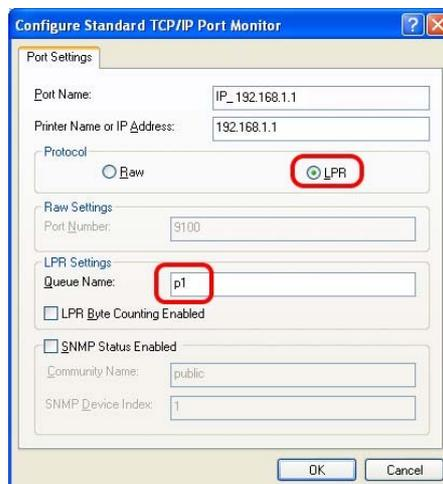 Configure Standard TCP/IP Port Monitor
Port Settings
Port Name: IP_192.168.1.1
Printer Name or IP Address: 192.168.1.1
Protocol
Raw LPR
Raw Settings
Port Number: 9100
LPR Settings
Queue Name: p1
LPR Byte Counting Enabled
SNMP Status Enabled
Community Name: public
SNMP Device Index: 1
OK Cancel